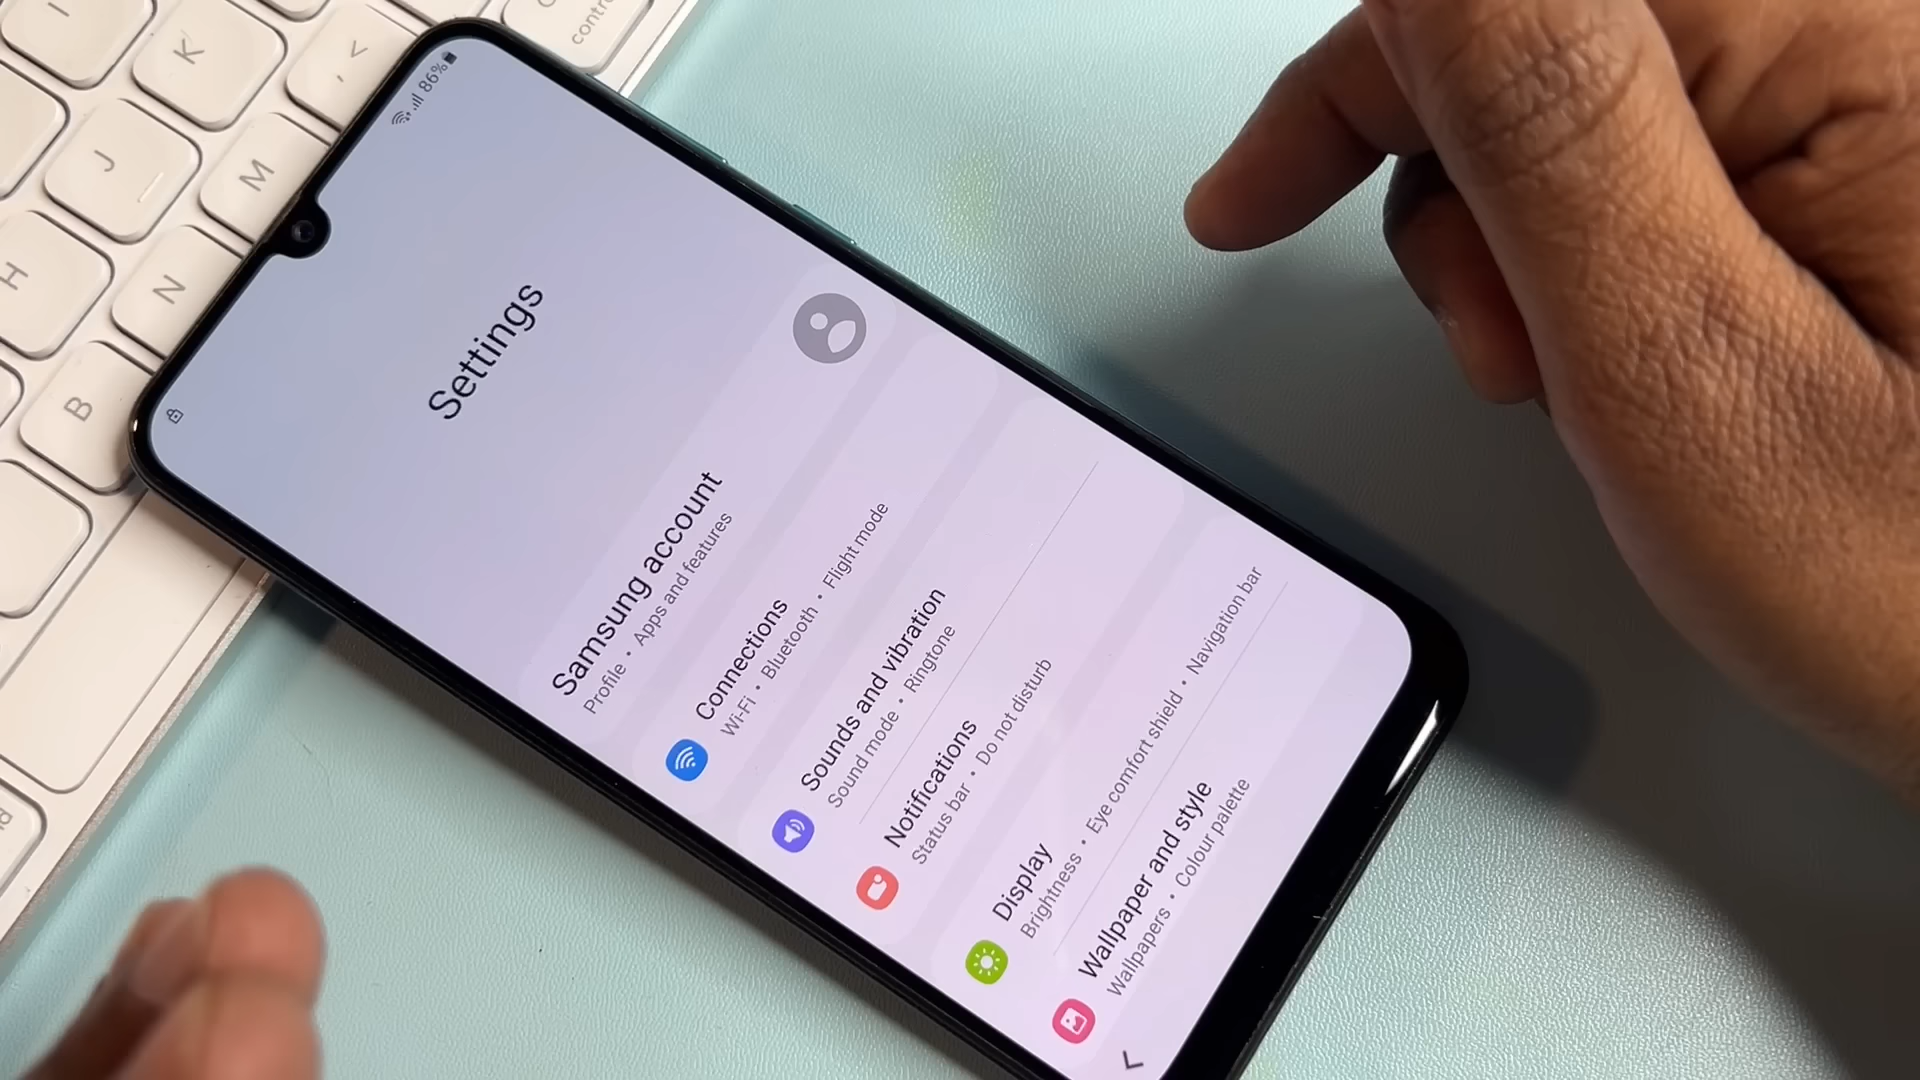 86%
Settings
Samsung account
Profile • Apps and features
Connections
Wi-Fi • Bluetooth • Flight mode
Sounds and vibration
Sound mode • Ringtone
Notifications
Status bar • Do not disturb
Display
Brightness • Eye comfort shield • Navigation bar
Wallpaper and style
Wallpapers • Colour palette
K
< ,
J
M
H
N
B
control